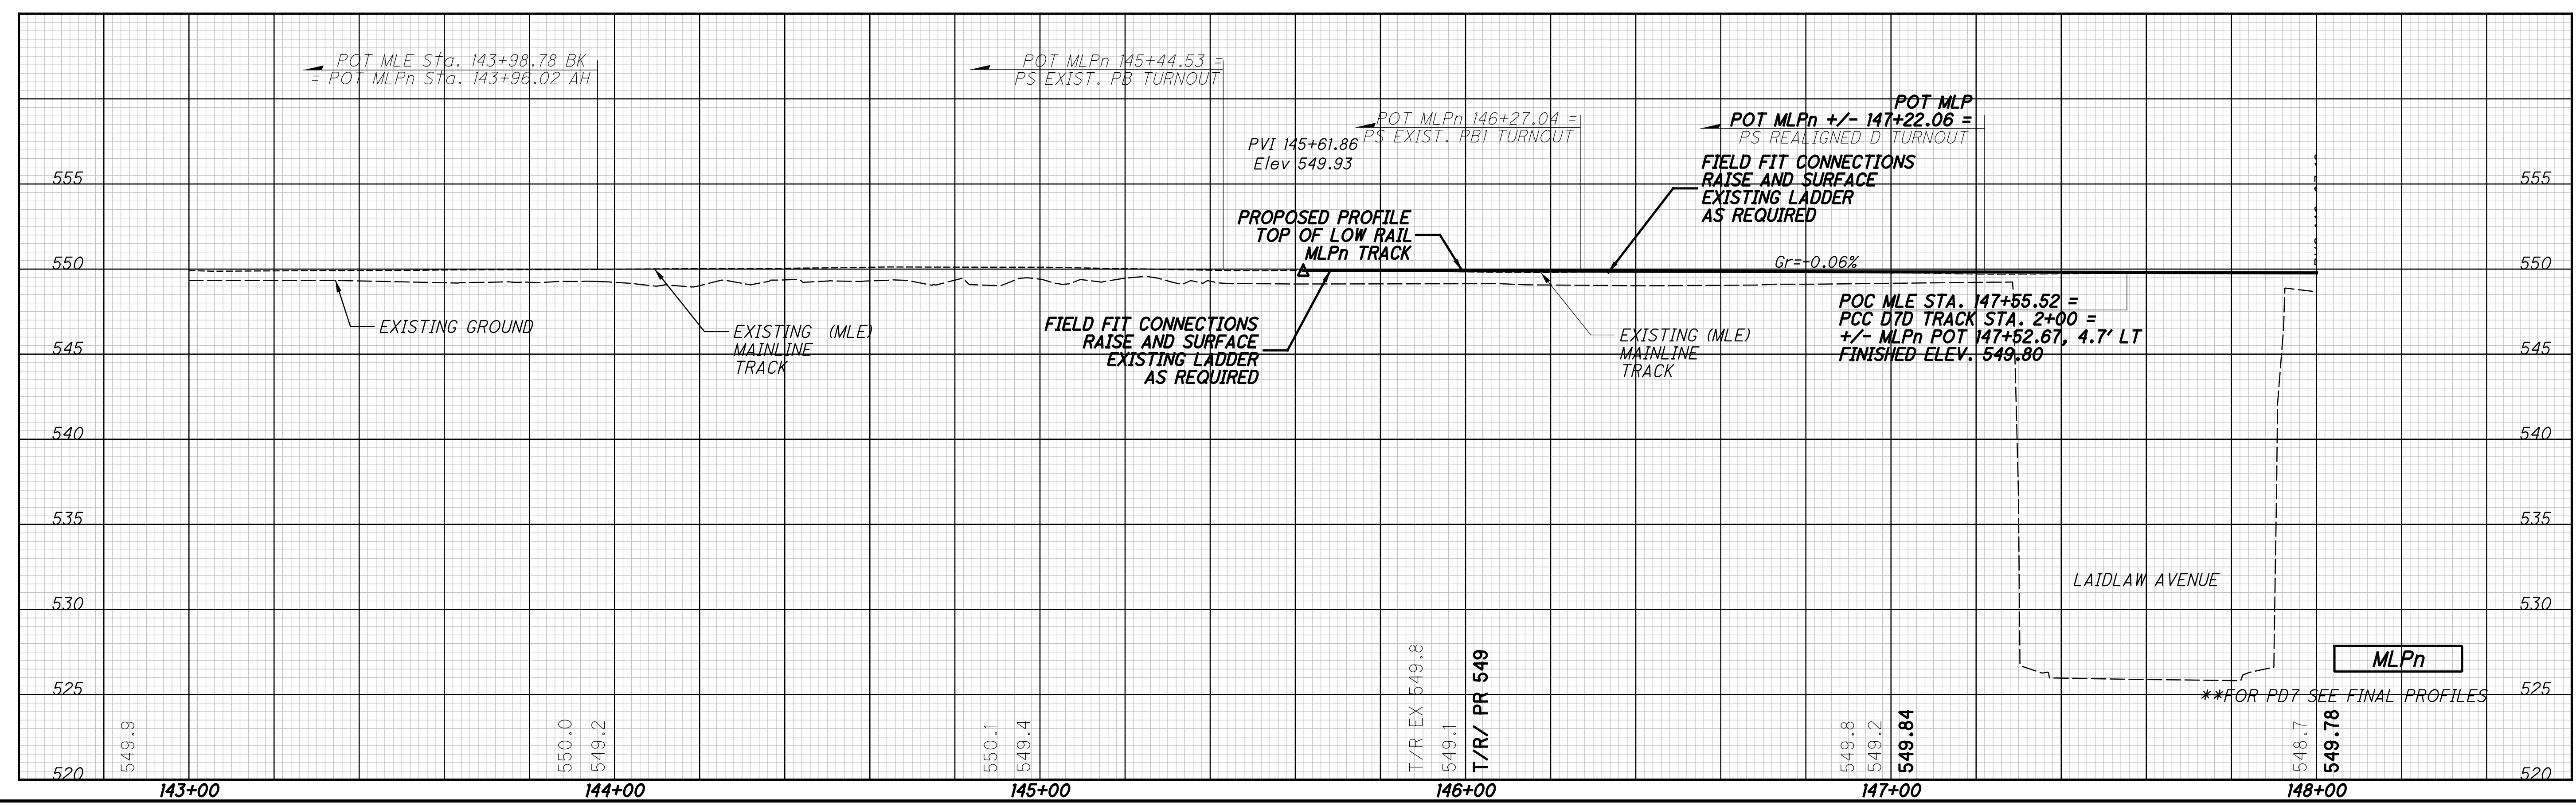 POT MLE Sta. 143+98.78 BK
= POT MLPn Sta. 143+96.02 AH
POT MLPn 145+44.53 =
PS EXIST. PB TURNOUT
POT MLPn 146+27.04 =
PS EXIST. PB1 TURNOUT
POT MLP
POT MLPn +/- 147+22.06 =
PS REALIGNED D TURNOUT
PVI 145+61.86
Elev 549.93
FIELD FIT CONNECTIONS
RAISE AND SURFACE
EXISTING LADDER
AS REQUIRED
PROPOSED PROFILE
TOP OF LOW RAIL
MLPn TRACK
Gr=-0.06%
555
555
550
550
545
545
540
540
535
535
530
530
525
525
520
520
EXISTING GROUND
EXISTING (MLE)
MAINLINE
TRACK
FIELD FIT CONNECTIONS
RAISE AND SURFACE
EXISTING LADDER
AS REQUIRED
EXISTING (MLE)
MAINLINE
TRACK
POC MLE STA. 147+55.52 =
PCC D7D TRACK STA. 2+00 =
+/- MLPn POT 147+52.67, 4.7' LT
FINISHED ELEV. 549.80
LAIDLAW AVENUE
MLPn
**FOR PD7 SEE FINAL PROFILES
549.9
550.0
549.2
550.1
549.4
T/R EX 549.8
549.1
T/R/ PR 549
549.8
549.2
549.84
548.7
549.78
143+00
144+00
145+00
146+00
147+00
148+00